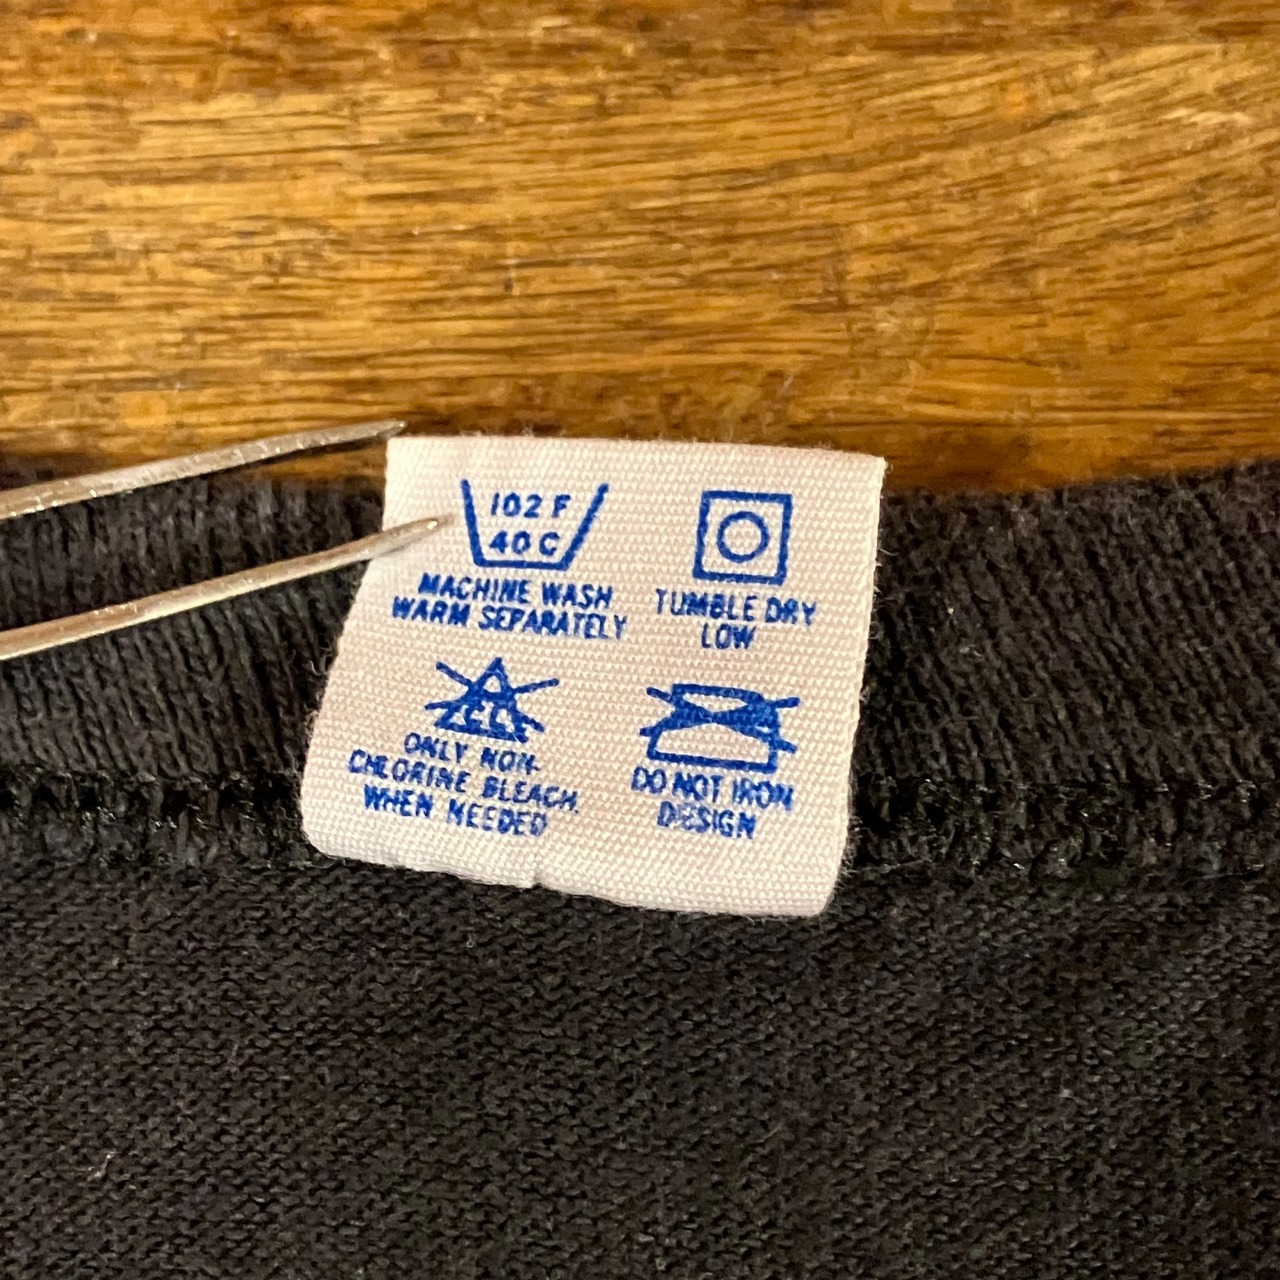 102 F
40 C
MACHINE WASH
WARM SEPARATELY
TUMBLE DRY
LOW
CL
ONLY NON-
CHLORINE BLEACH,
WHEN NEEDED
DO NOT IRON
DESIGN